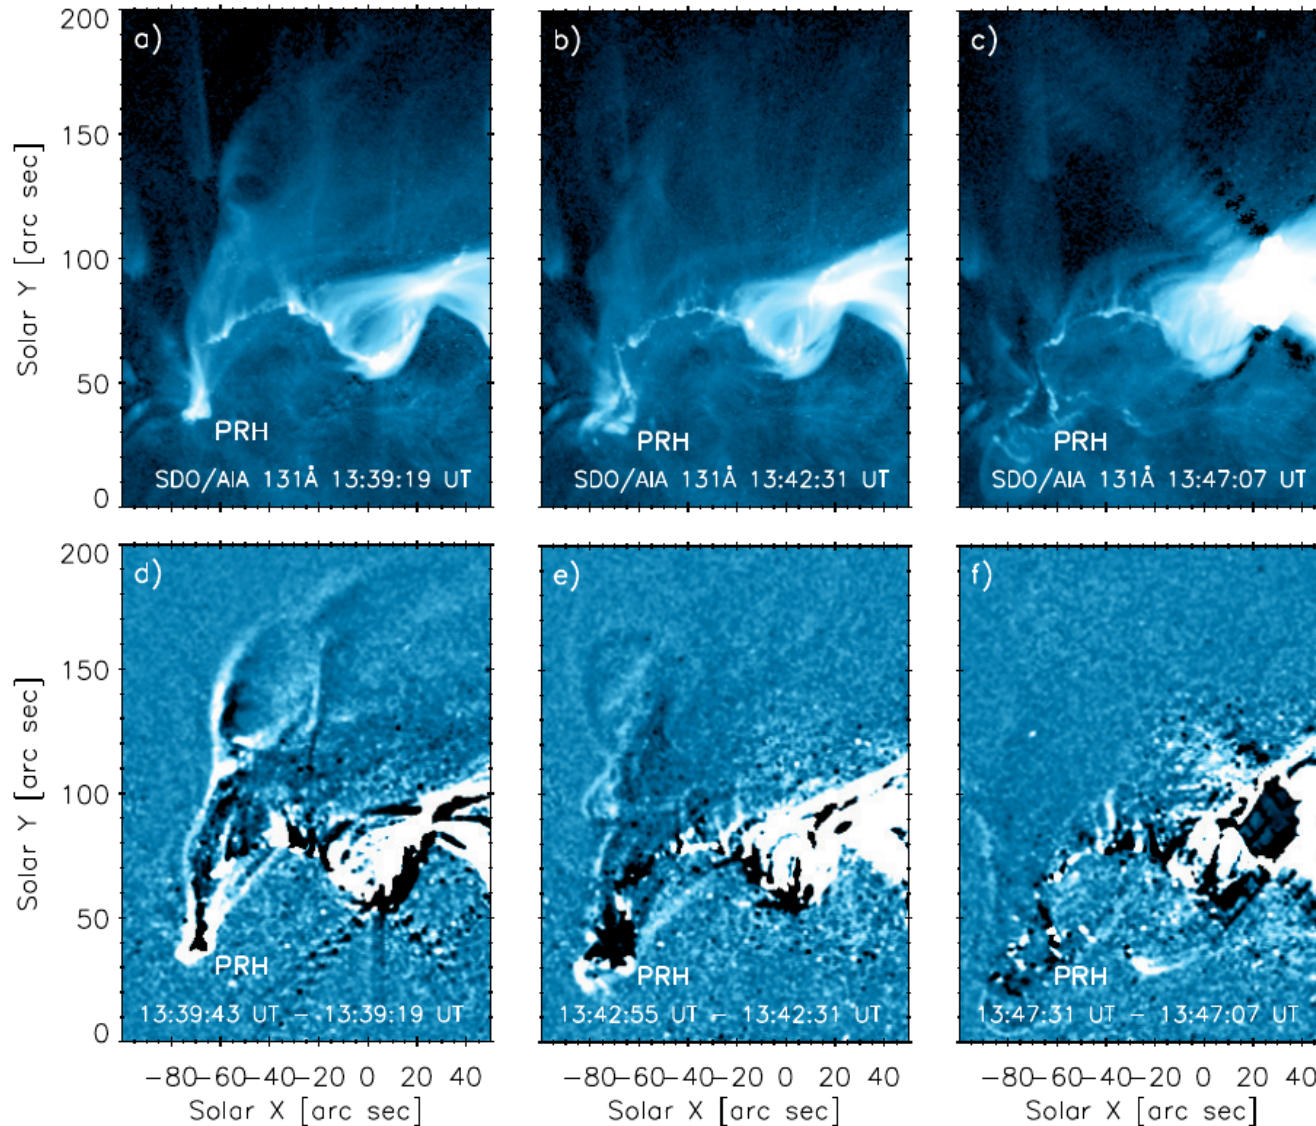 200
a)
b)
c)
150
Solar Y [arc sec]
100
50
PRH
PRH
PRH
SDO/AIA 131Å 13:39:19 UT
SDO/AIA 131Å 13:42:31 UT
SDO/AIA 131Å 13:47:07 UT
0
200
d)
e)
f)
150
Solar Y [arc sec]
100
50
PRH
PRH
PRH
13:39:43 UT – 13:39:19 UT
13:42:55 UT – 13:42:31 UT
13:47:31 UT – 13:47:07 UT
0
−80 −60 −40 −20 0 20 40
−80 −60 −40 −20 0 20 40
−80 −60 −40 −20 0 20 40
Solar X [arc sec]
Solar X [arc sec]
Solar X [arc sec]